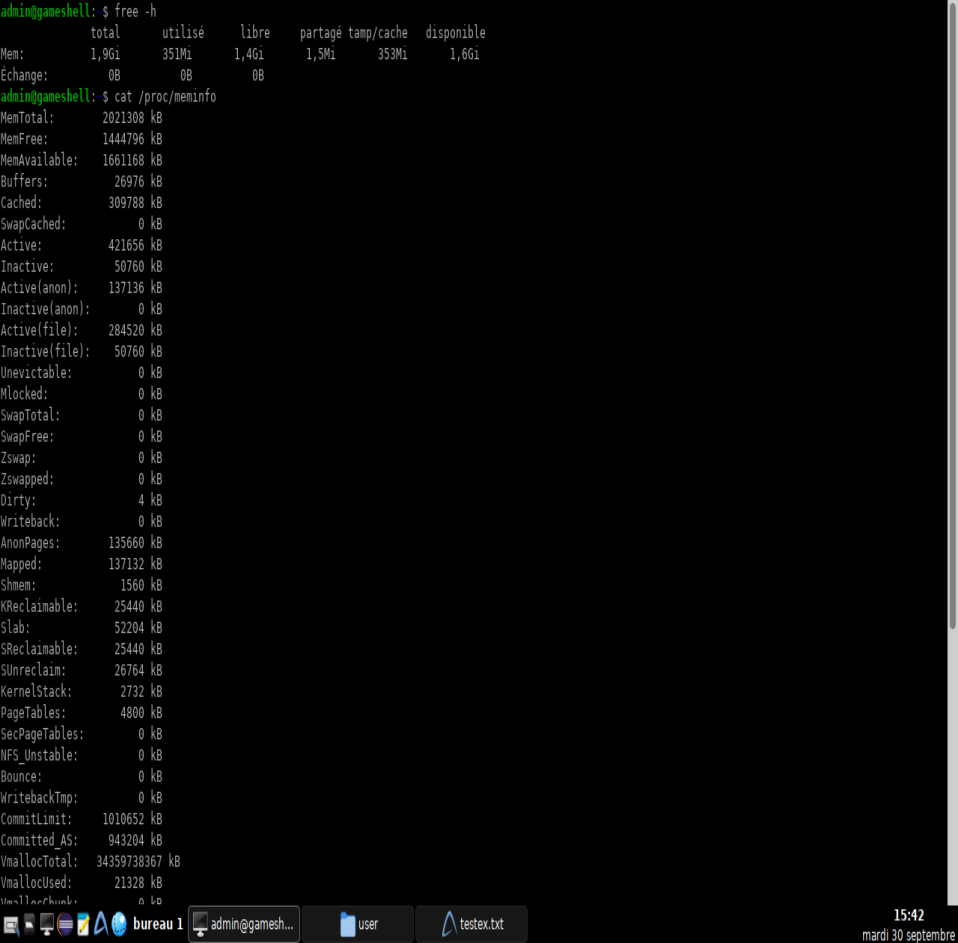 admin@gameshell: $ free -h
total utilisé libre partagé tamp/cache disponible
Mem: 1,9Gi 351Mi 1,4Gi 1,5Mi 353Mi 1,6Gi
Échange: 0B 0B 0B
admin@gameshell: $ cat /proc/meminfo
MemTotal: 2021308 kB
MemFree: 1444796 kB
MemAvailable: 1661168 kB
Buffers: 26976 kB
Cached: 309788 kB
SwapCached: 0 kB
Active: 421656 kB
Inactive: 50760 kB
Active(anon): 137136 kB
Inactive(anon): 0 kB
Active(file): 284520 kB
Inactive(file): 50760 kB
Unevictable: 0 kB
Mlocked: 0 kB
SwapTotal: 0 kB
SwapFree: 0 kB
Zswap: 0 kB
Zswapped: 0 kB
Dirty: 4 kB
Writeback: 0 kB
AnonPages: 135660 kB
Mapped: 137132 kB
Shmem: 1560 kB
KReclaimable: 25440 kB
Slab: 52204 kB
SReclaimable: 25440 kB
SUnreclaim: 26764 kB
KernelStack: 2732 kB
PageTables: 4800 kB
SecPageTables: 0 kB
NFS_Unstable: 0 kB
Bounce: 0 kB
WritebackTmp: 0 kB
CommitLimit: 1010652 kB
Committed_AS: 943204 kB
VmallocTotal: 34359738367 kB
VmallocUsed: 21328 kB
VmallocChunk: 0 kB
bureau 1 admin@gamesh... user testex.txt
15:42
mardi 30 septembre